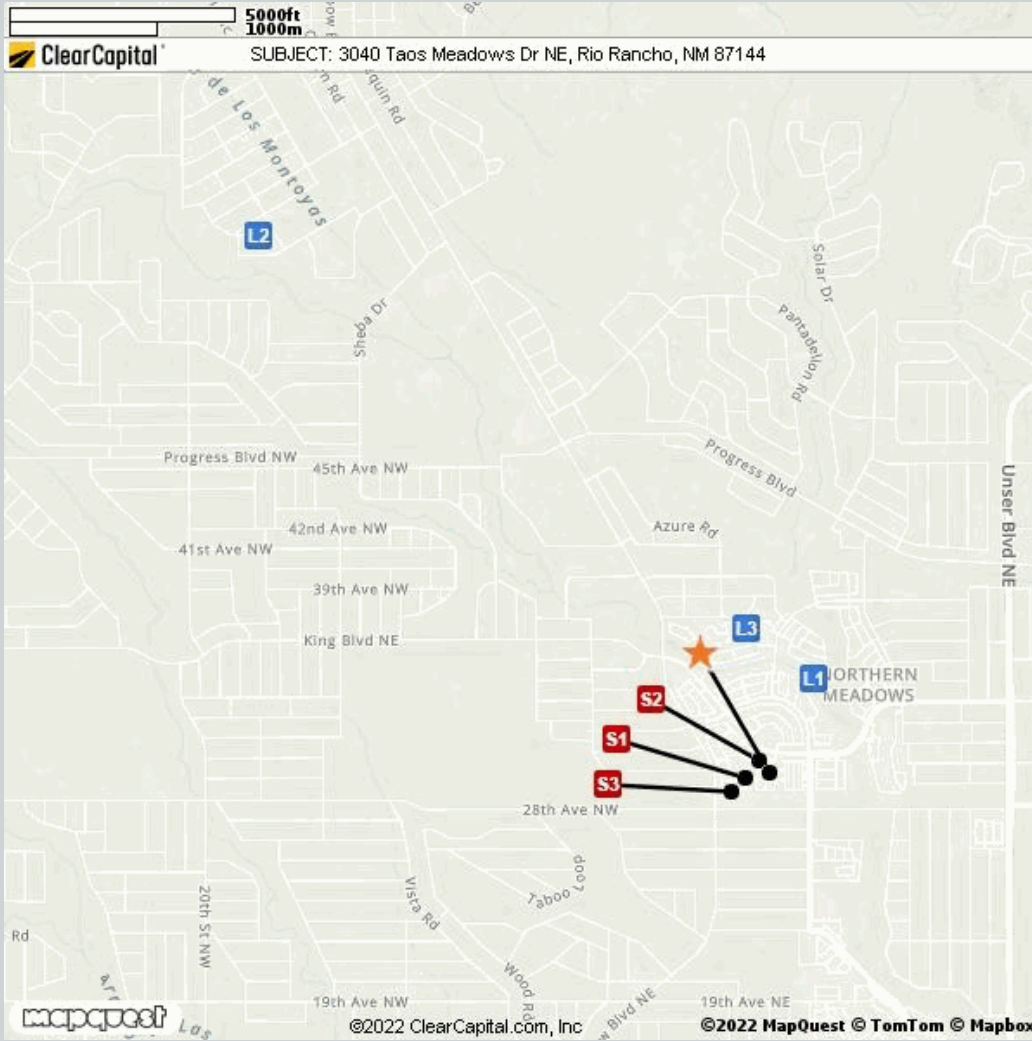 5000ft
1000m
ClearCapital
SUBJECT: 3040 Taos Meadows Dr NE, Rio Rancho, NM 87144
de Los Montoyas
L2
Sheba Dr
Solar Dr
Pantadelion Rd
Progress Blvd NW
45th Ave NW
Progress Blvd
Unser Blvd NE
42nd Ave NW
Azure Rd
41st Ave NW
39th Ave NW
King Blvd NE
L3
L1
NORTHERN
MEADOWS
S2
S1
S3
28th Ave NW
20th St NW
Vista Rd
Taboo Loop
Rd
Wood Rd
19th Ave NW
19th Ave NE
Blvd NE
Las
mapquest
©2022 ClearCapital.com, Inc
©2022 MapQuest © TomTom © Mapbox